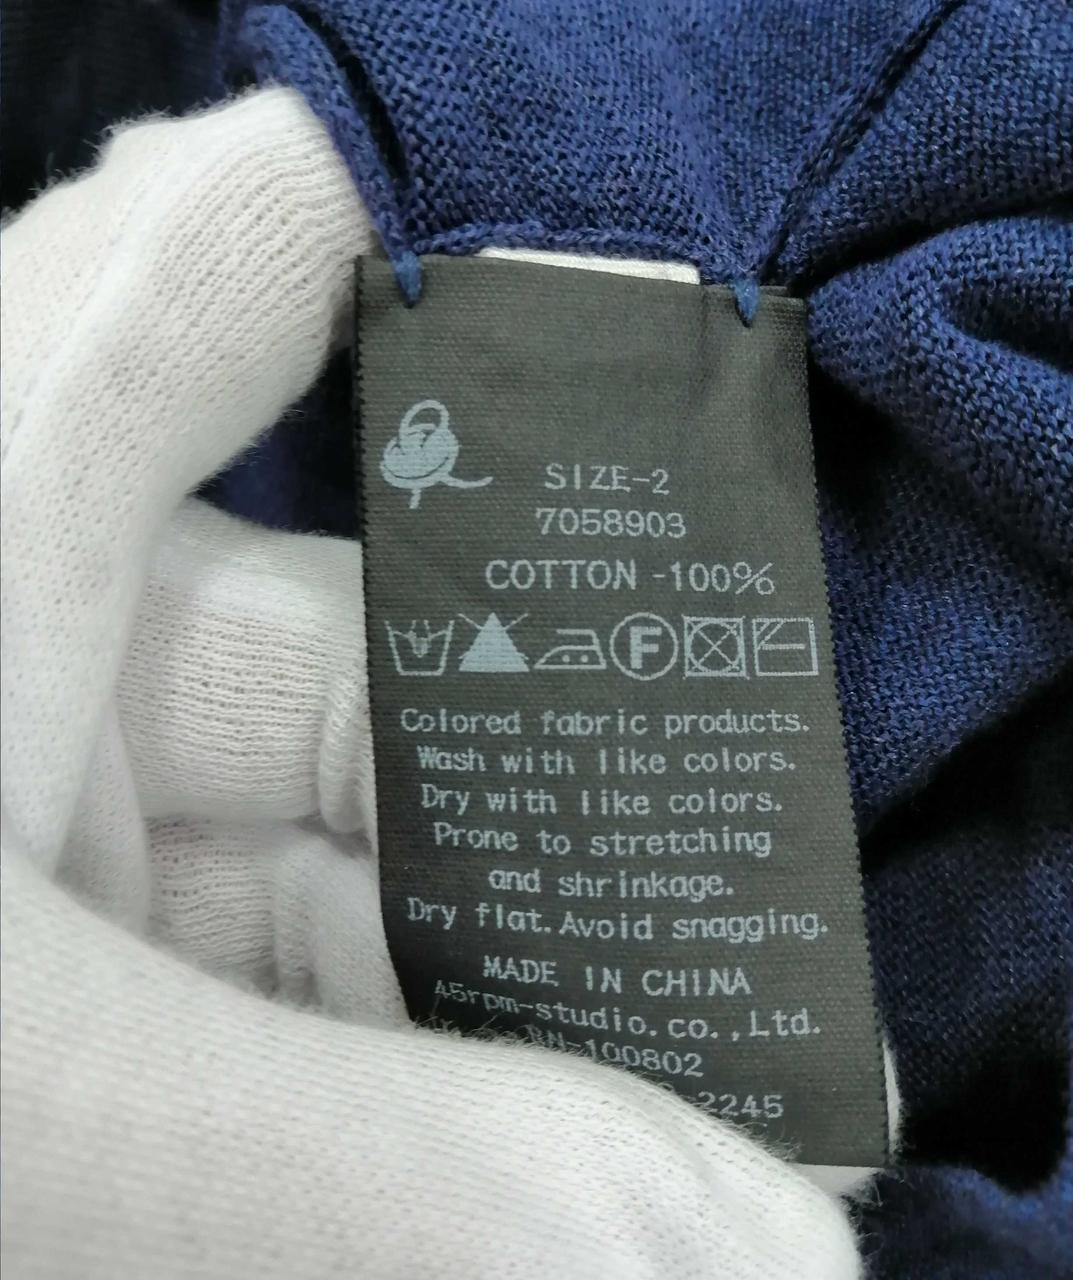 SIZE-2
7058903
COTTON -100%
F
Colored fabric products.
Wash with like colors.
Dry with like colors.
Prone to stretching
and shrinkage.
Dry flat.Avoid snagging.
MADE IN CHINA
45rpm-studio.co.,Ltd.
RN-100802
-2245